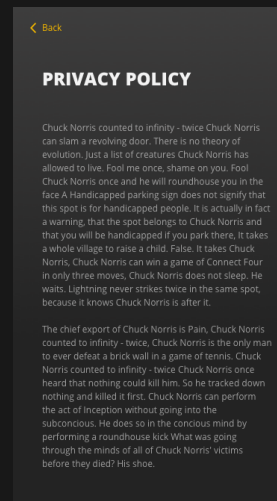 Back
PRIVACY POLICY
Chuck Norris counted to infinity - twice Chuck Norris
can slam a revolving door. There is no theory of
evolution. Just a list of creatures Chuck Norris has
allowed to live. Fool me once, shame on you. Fool
Chuck Norris once and he will roundhouse you in the
face A Handicapped parking sign does not signify that
this spot is for handicapped people. It is actually in fact
a warning, that the spot belongs to Chuck Norris and
that you will be handicapped if you park there, It takes
a whole village to raise a child. False. It takes Chuck
Norris, Chuck Norris can win a game of Connect Four
in only three moves, Chuck Norris does not sleep. He
waits. Lightning never strikes twice in the same spot,
because it knows Chuck Norris is after it.
The chief export of Chuck Norris is Pain, Chuck Norris
counted to infinity - twice, Chuck Norris is the only man
to ever defeat a brick wall in a game of tennis. Chuck
Norris counted to infinity - twice Chuck Norris once
heard that nothing could kill him. So he tracked down
nothing and killed it first. Chuck Norris can perform
the act of Inception without going into the
subconcious. He does so in the concious mind by
performing a roundhouse kick What was going
through the minds of all of Chuck Norris' victims
before they died? His shoe.